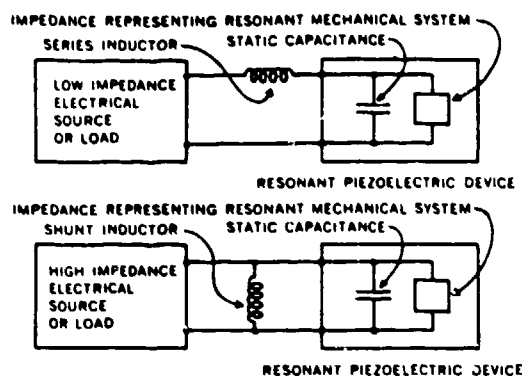 IMPEDANCE REPRESENTING RESONANT MECHANICAL SYSTEM
SERIES INDUCTOR
STATIC CAPACITANCE
LOW IMPEDANCE
ELECTRICAL
SOURCE
OR LOAD
RESONANT PIEZOELECTRIC DEVICE
IMPEDANCE REPRESENTING RESONANT MECHANICAL SYSTEM
SHUNT INDUCTOR
STATIC CAPACITANCE
HIGH IMPEDANCE
ELECTRICAL
SOURCE
OR LOAD
RESONANT PIEZOELECTRIC DEVICE